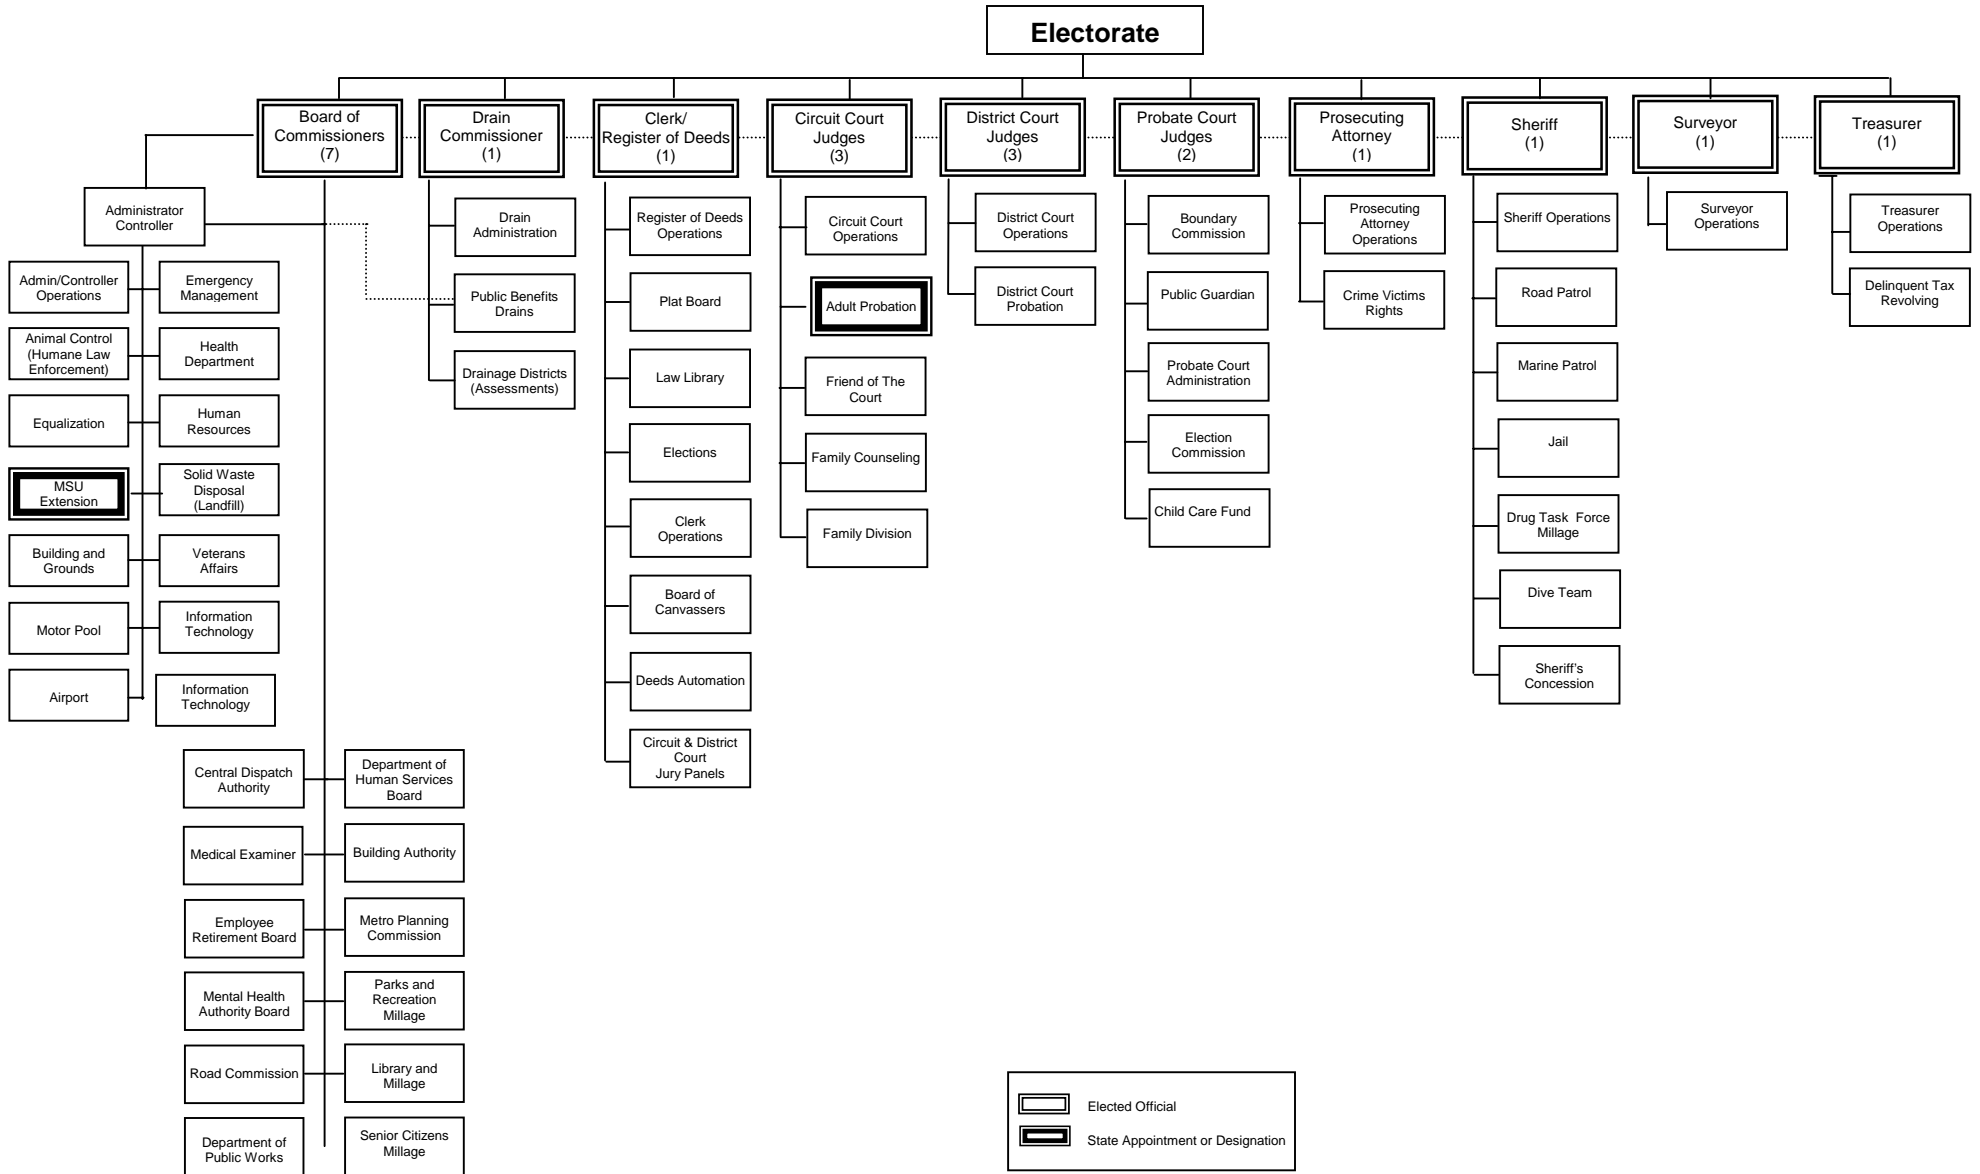 Electorate
Board of
Commissioners
(7)
Drain
Commissioner
(1)
Clerk/
Register of Deeds
(1)
Circuit Court
Judges
(3)
District Court
Judges
(3)
Probate Court
Judges
(2)
Prosecuting
Attorney
(1)
Sheriff
(1)
Surveyor
(1)
Treasurer
(1)
Administrator
Controller
Admin/Controller
Operations
Emergency
Management
Animal Control
(Humane Law
Enforcement)
Health
Department
Equalization
Human
Resources
MSU
Extension
Solid Waste
Disposal
(Landfill)
Building and
Grounds
Veterans
Affairs
Motor Pool
Information
Technology
Airport
Information
Technology
Central Dispatch
Authority
Department of
Human Services
Board
Medical Examiner
Building Authority
Employee
Retirement Board
Metro Planning
Commission
Mental Health
Authority Board
Parks and
Recreation
Millage
Road Commission
Library and
Millage
Department of
Public Works
Senior Citizens
Millage
Drain
Administration
Public Benefits
Drains
Drainage Districts
(Assessments)
Register of Deeds
Operations
Plat Board
Law Library
Elections
Clerk
Operations
Board of
Canvassers
Deeds Automation
Circuit & District
Court
Jury Panels
Circuit Court
Operations
Adult Probation
Friend of The
Court
Family Counseling
Family Division
District Court
Operations
District Court
Probation
Boundary
Commission
Public Guardian
Probate Court
Administration
Election
Commission
Child Care Fund
Prosecuting
Attorney
Operations
Crime Victims
Rights
Sheriff Operations
Road Patrol
Marine Patrol
Jail
Drug Task Force
Millage
Dive Team
Sheriff's
Concession
Surveyor
Operations
Treasurer
Operations
Delinquent Tax
Revolving
Elected Official
State Appointment or Designation